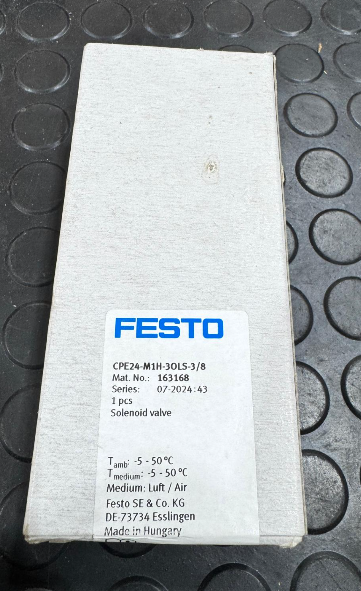 FESTO
CPE24-M1H-3OLS-3/8
Mat. No.: 163168
Series: 07-2024:43
1 pcs
Solenoid valve
Tamb: -5 - 50 °C
Tmedium: -5 - 50 °C
Medium: Luft / Air
Festo SE & Co. KG
DE-73734 Esslingen
Made in Hungary